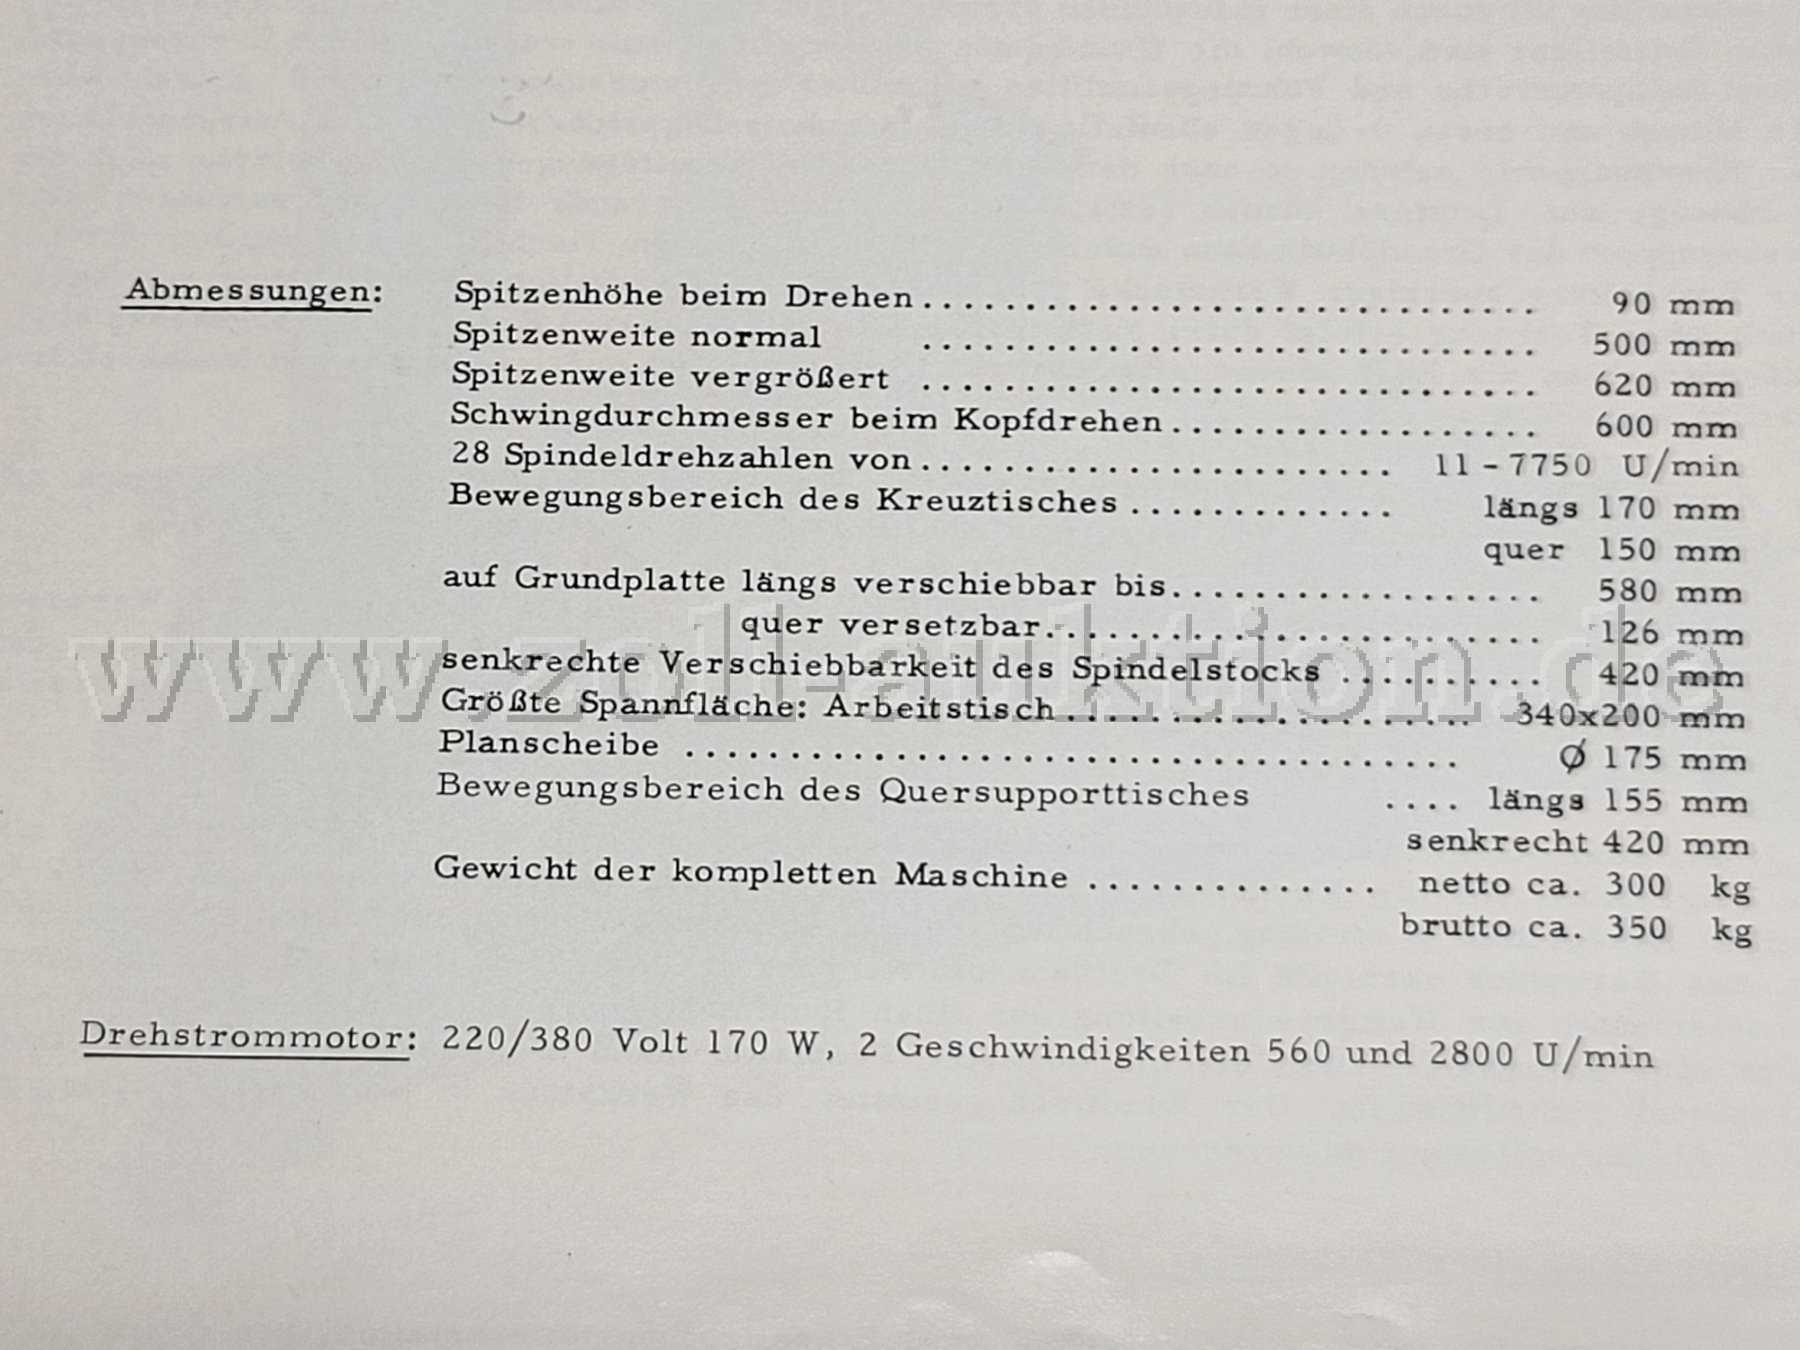 Abmessungen: Spitzenhöhe beim Drehen.............................. 90 mm
Spitzenweite normal .............................. 500 mm
Spitzenweite vergrößert .............................. 620 mm
Schwingdurchmesser beim Kopfdrehen.................. 600 mm
28 Spindeldrehzahlen von....................... 11 - 7750 U/min
Bewegungsbereich des Kreuztisches ............. längs 170 mm
quer 150 mm
auf Grundplatte längs verschiebbar bis.................. 580 mm
quer versetzbar........................ 126 mm
www.zoll-auktion.de
senkrechte Verschiebbarkeit des Spindelstocks .......... 420 mm
Größte Spannfläche: Arbeitstisch.................... 340x200 mm
Planscheibe ...................................... Ø 175 mm
Bewegungsbereich des Quersupporttisches .... längs 155 mm
senkrecht 420 mm
Gewicht der kompletten Maschine .............. netto ca. 300 kg
brutto ca. 350 kg
Drehstrommotor: 220/380 Volt 170 W, 2 Geschwindigkeiten 560 und 2800 U/min